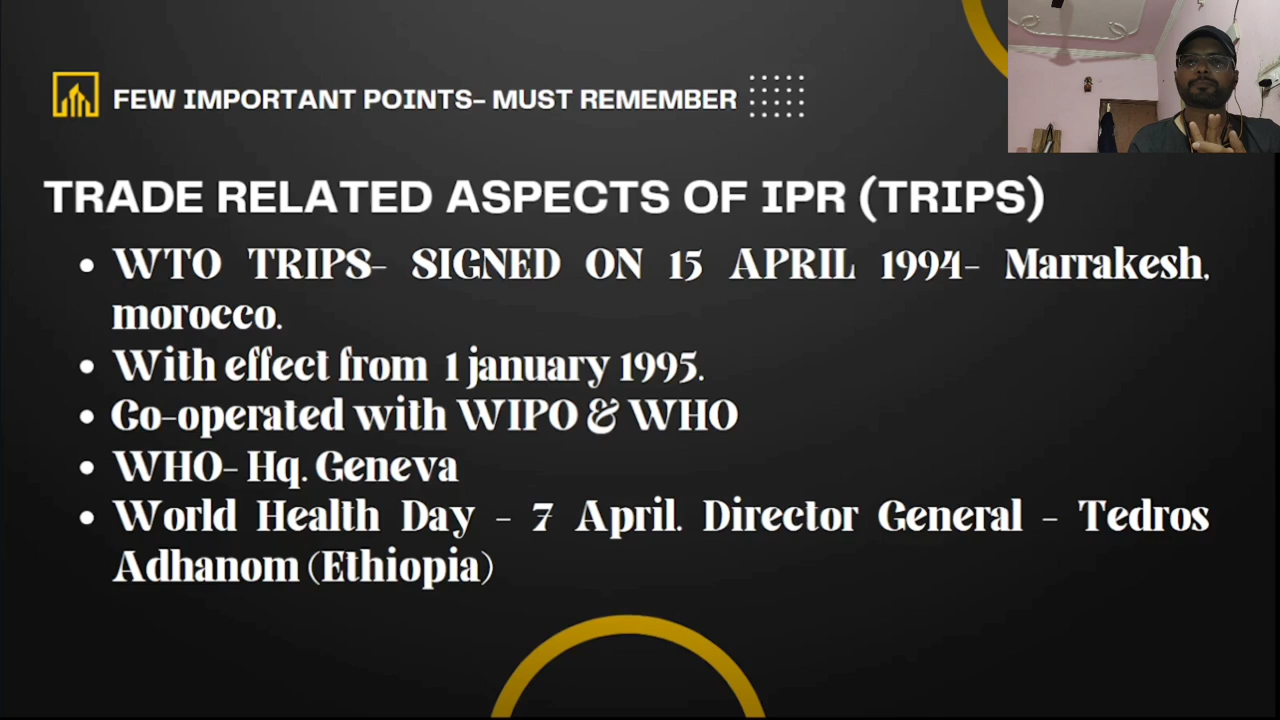 FEW IMPORTANT POINTS- MUST REMEMBER
TRADE RELATED ASPECTS OF IPR (TRIPS)
• WTO TRIPS- SIGNED ON 15 APRIL 1994- Marrakesh,
morocco.
• With effect from 1 january 1995.
• Co-operated with WIPO & WHO
• WHO- Hq. Geneva
• World Health Day - 7 April. Director General - Tedros
Adhanom (Ethiopia)